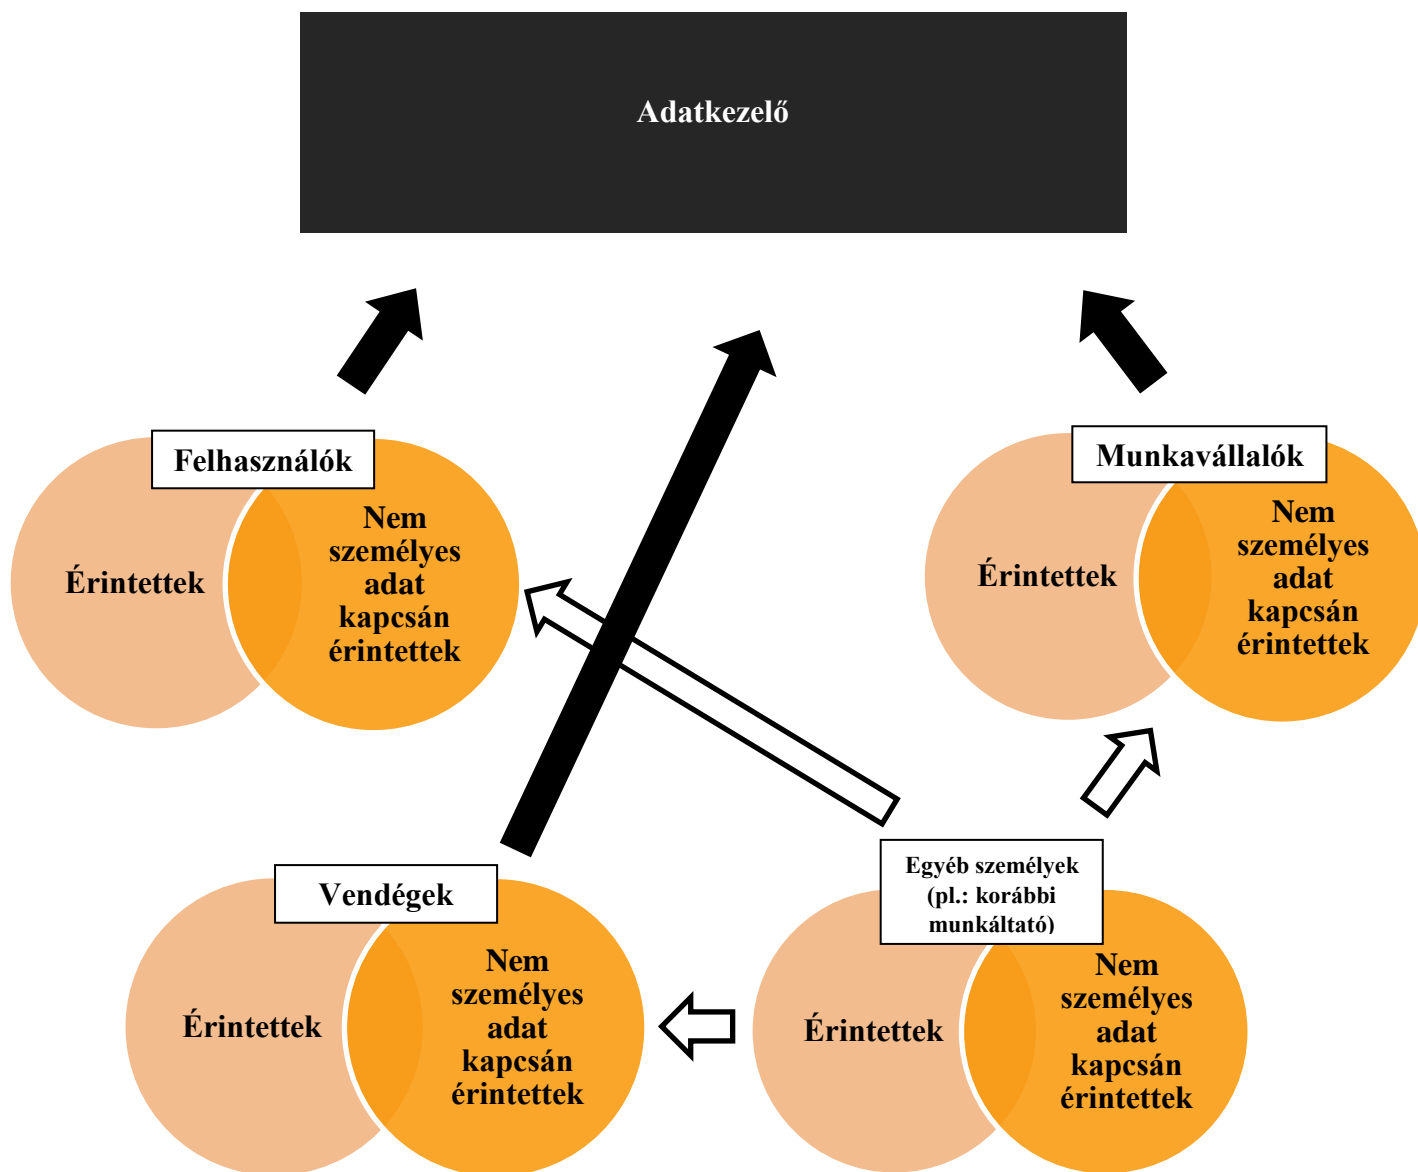 Adatkezelő
Felhasználók
Érintettek
Nem
személyes
adat
kapcsán
érintettek
Munkavállalók
Érintettek
Nem
személyes
adat
kapcsán
érintettek
Vendégek
Érintettek
Nem
személyes
adat
kapcsán
érintettek
Egyéb személyek
(pl.: korábbi
munkáltató)
Érintettek
Nem
személyes
adat
kapcsán
érintettek